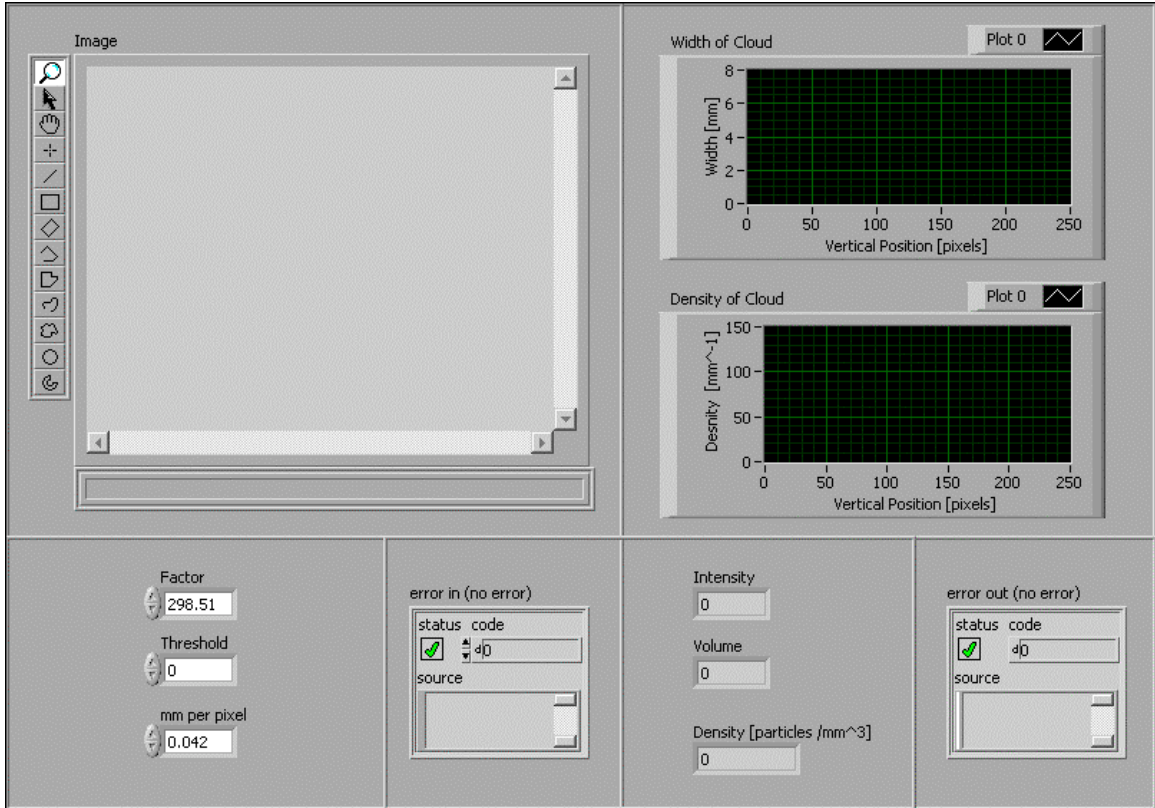 Image
Width of Cloud
Plot 0
Width [mm]
8
6
4
2
0
0 50 100 150 200 250
Vertical Position [pixels]
Density of Cloud
Plot 0
Desnity [mm^-1]
150
100
50
0
0 50 100 150 200 250
Vertical Position [pixels]
Factor
298.51
Threshold
0
mm per pixel
0.042
error in (no error)
status code
d0
source
Intensity
0
Volume
0
Density [particles /mm^3]
0
error out (no error)
status code
d0
source